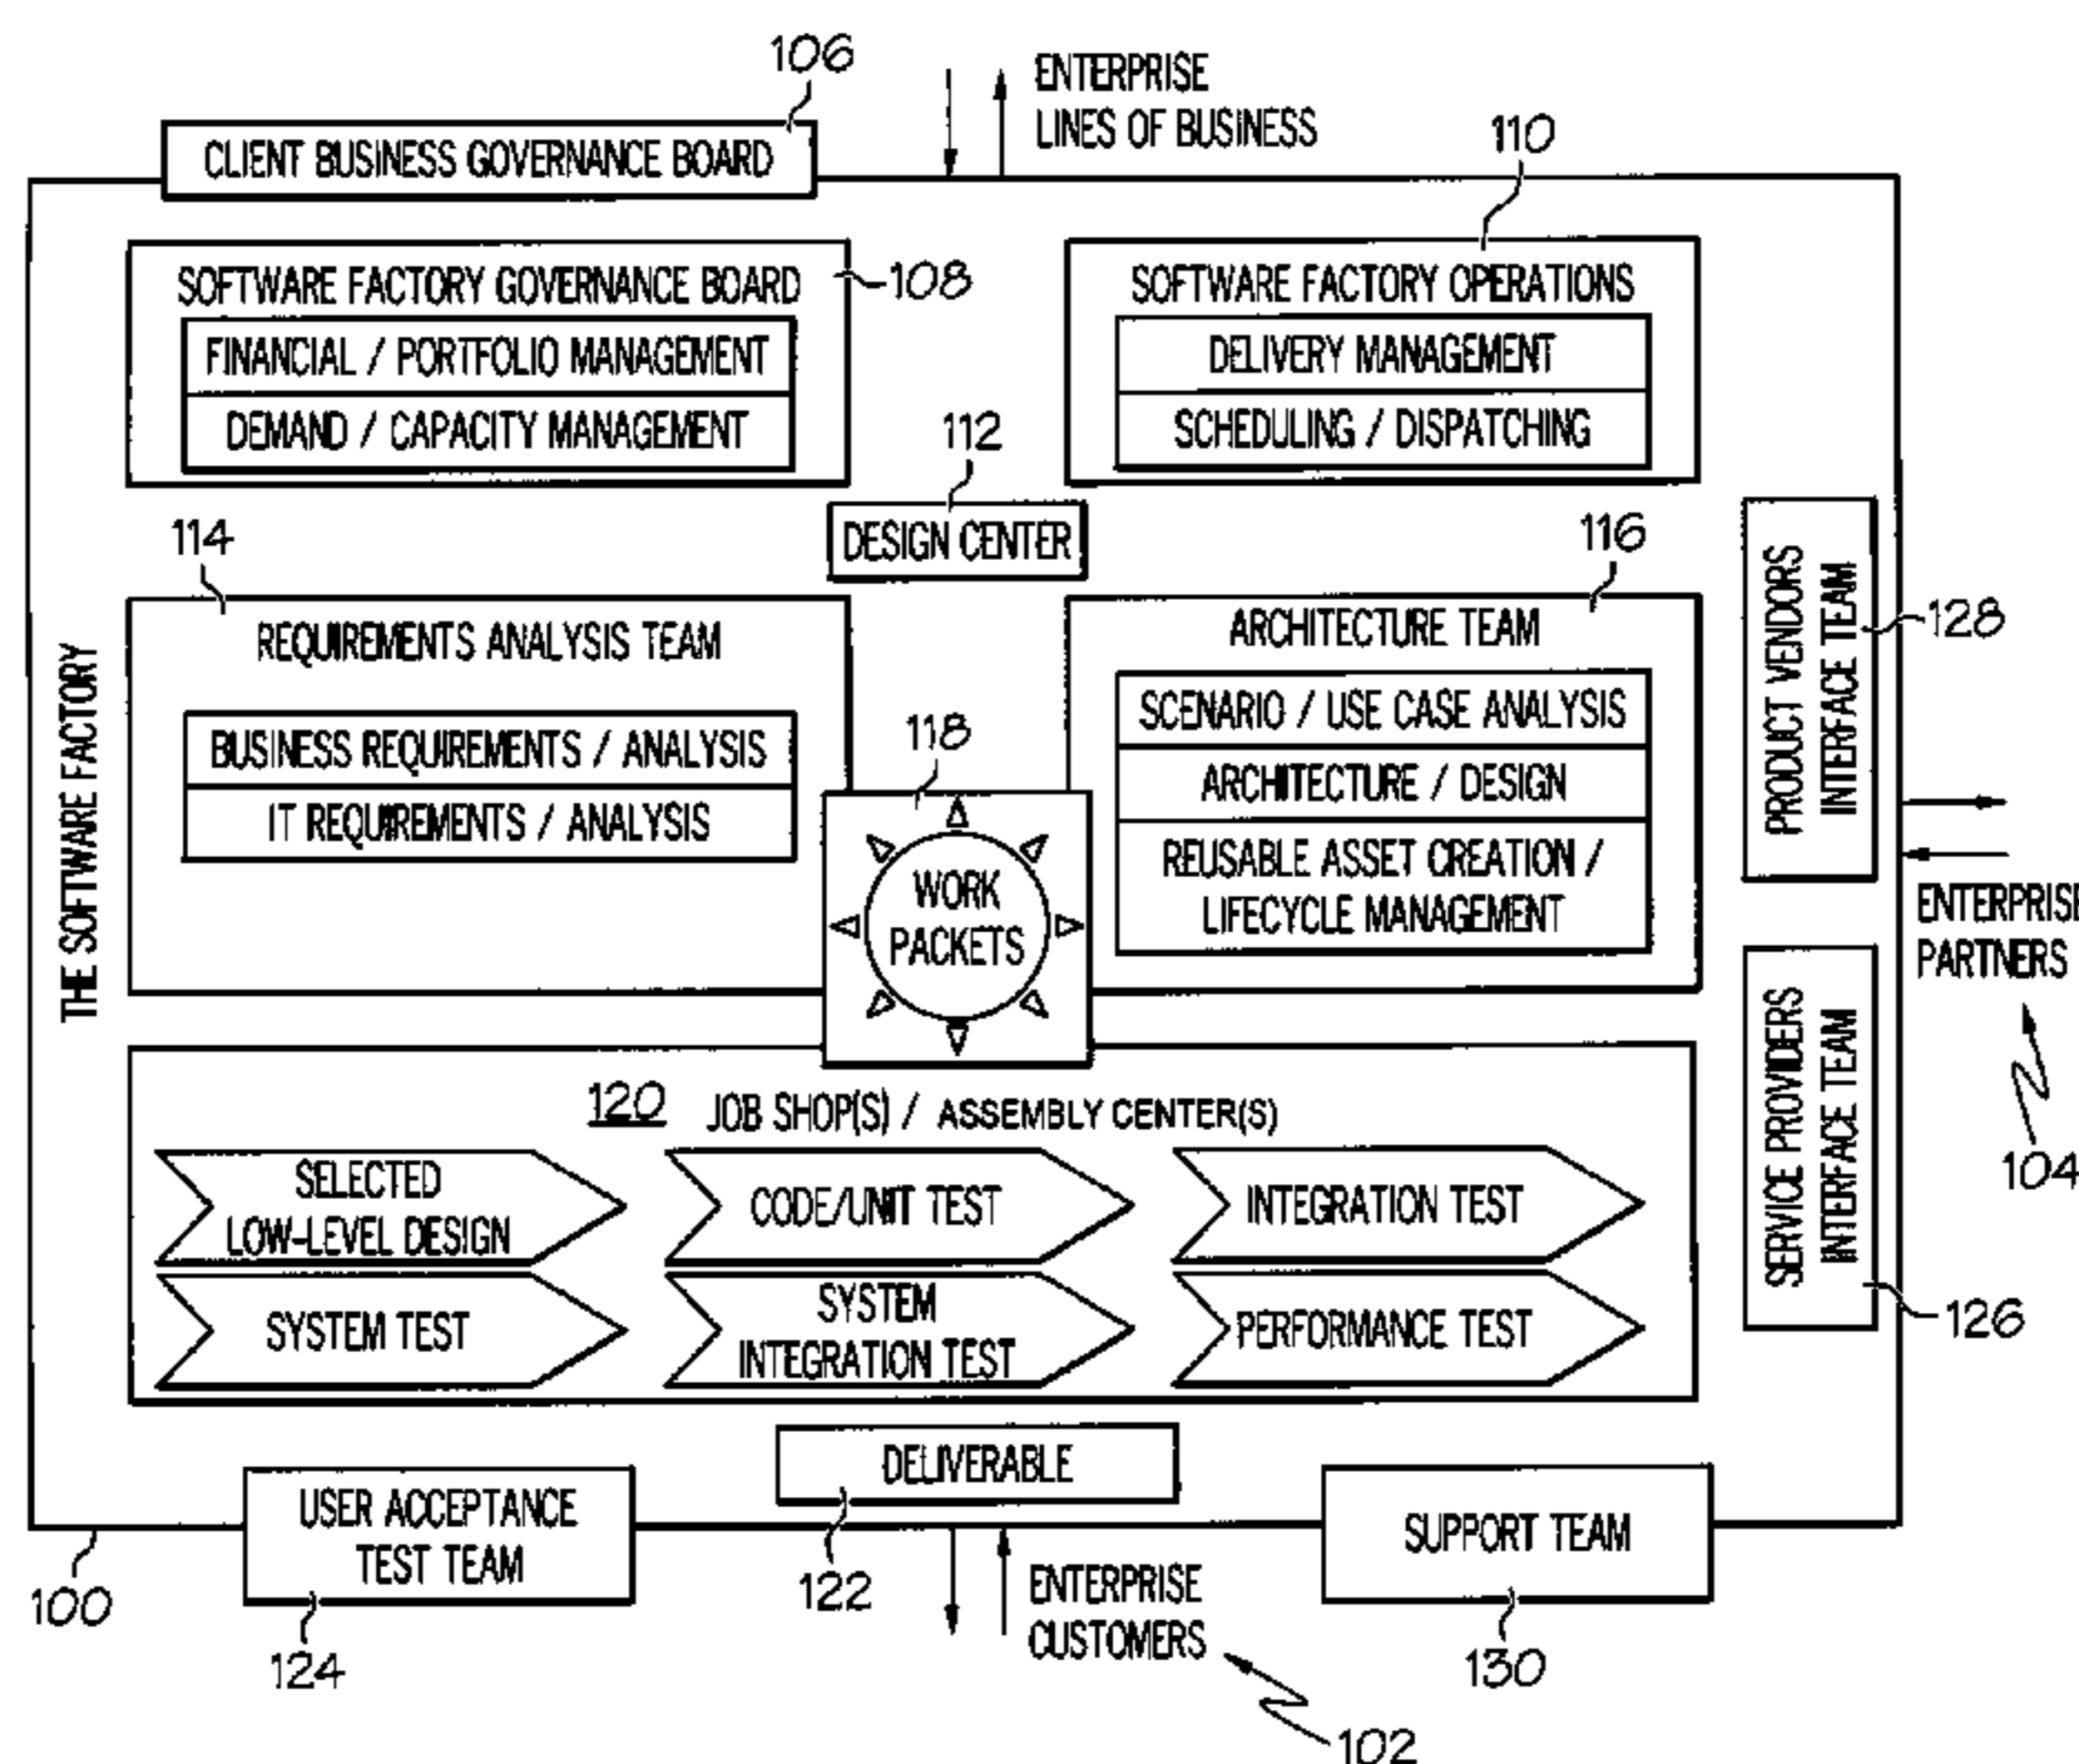 106
ENTERPRISE
LINES OF BUSINESS
110
CLIENT BUSINESS GOVERNANCE BOARD
SOFTWARE FACTORY GOVERNANCE BOARD
108
FINANCIAL / PORTFOLIO MANAGEMENT
DEMAND / CAPACITY MANAGEMENT
SOFTWARE FACTORY OPERATIONS
DELIVERY MANAGEMENT
SCHEDULING / DISPATCHING
112
DESIGN CENTER
114
REQUIREMENTS ANALYSIS TEAM
BUSINESS REQUIREMENTS / ANALYSIS
IT REQUIREMENTS / ANALYSIS
116
ARCHITECTURE TEAM
SCENARIO / USE CASE ANALYSIS
ARCHITECTURE / DESIGN
REUSABLE ASSET CREATION /
LIFECYCLE MANAGEMENT
118
WORK
PACKETS
THE SOFTWARE FACTORY
PRODUCT VENDORS
INTERFACE TEAM
128
ENTERPRISE
PARTNERS
104
SERVICE PROVIDERS
INTERFACE TEAM
126
120 JOB SHOP(S) / ASSEMBLY CENTER(S)
SELECTED
LOW-LEVEL DESIGN
CODE/UNIT TEST
INTEGRATION TEST
SYSTEM TEST
SYSTEM
INTEGRATION TEST
PERFORMANCE TEST
DELIVERABLE
122
USER ACCEPTANCE
TEST TEAM
124
SUPPORT TEAM
130
100
ENTERPRISE
CUSTOMERS
102